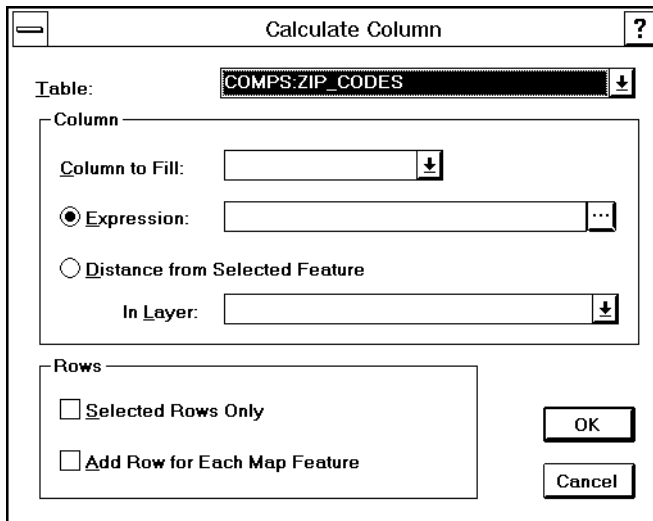 Calculate Column ?
Table: COMPS:ZIP_CODES
Column
Column to Fill:
Expression: ...
Distance from Selected Feature
In Layer:
Rows
Selected Rows Only
Add Row for Each Map Feature
OK
Cancel